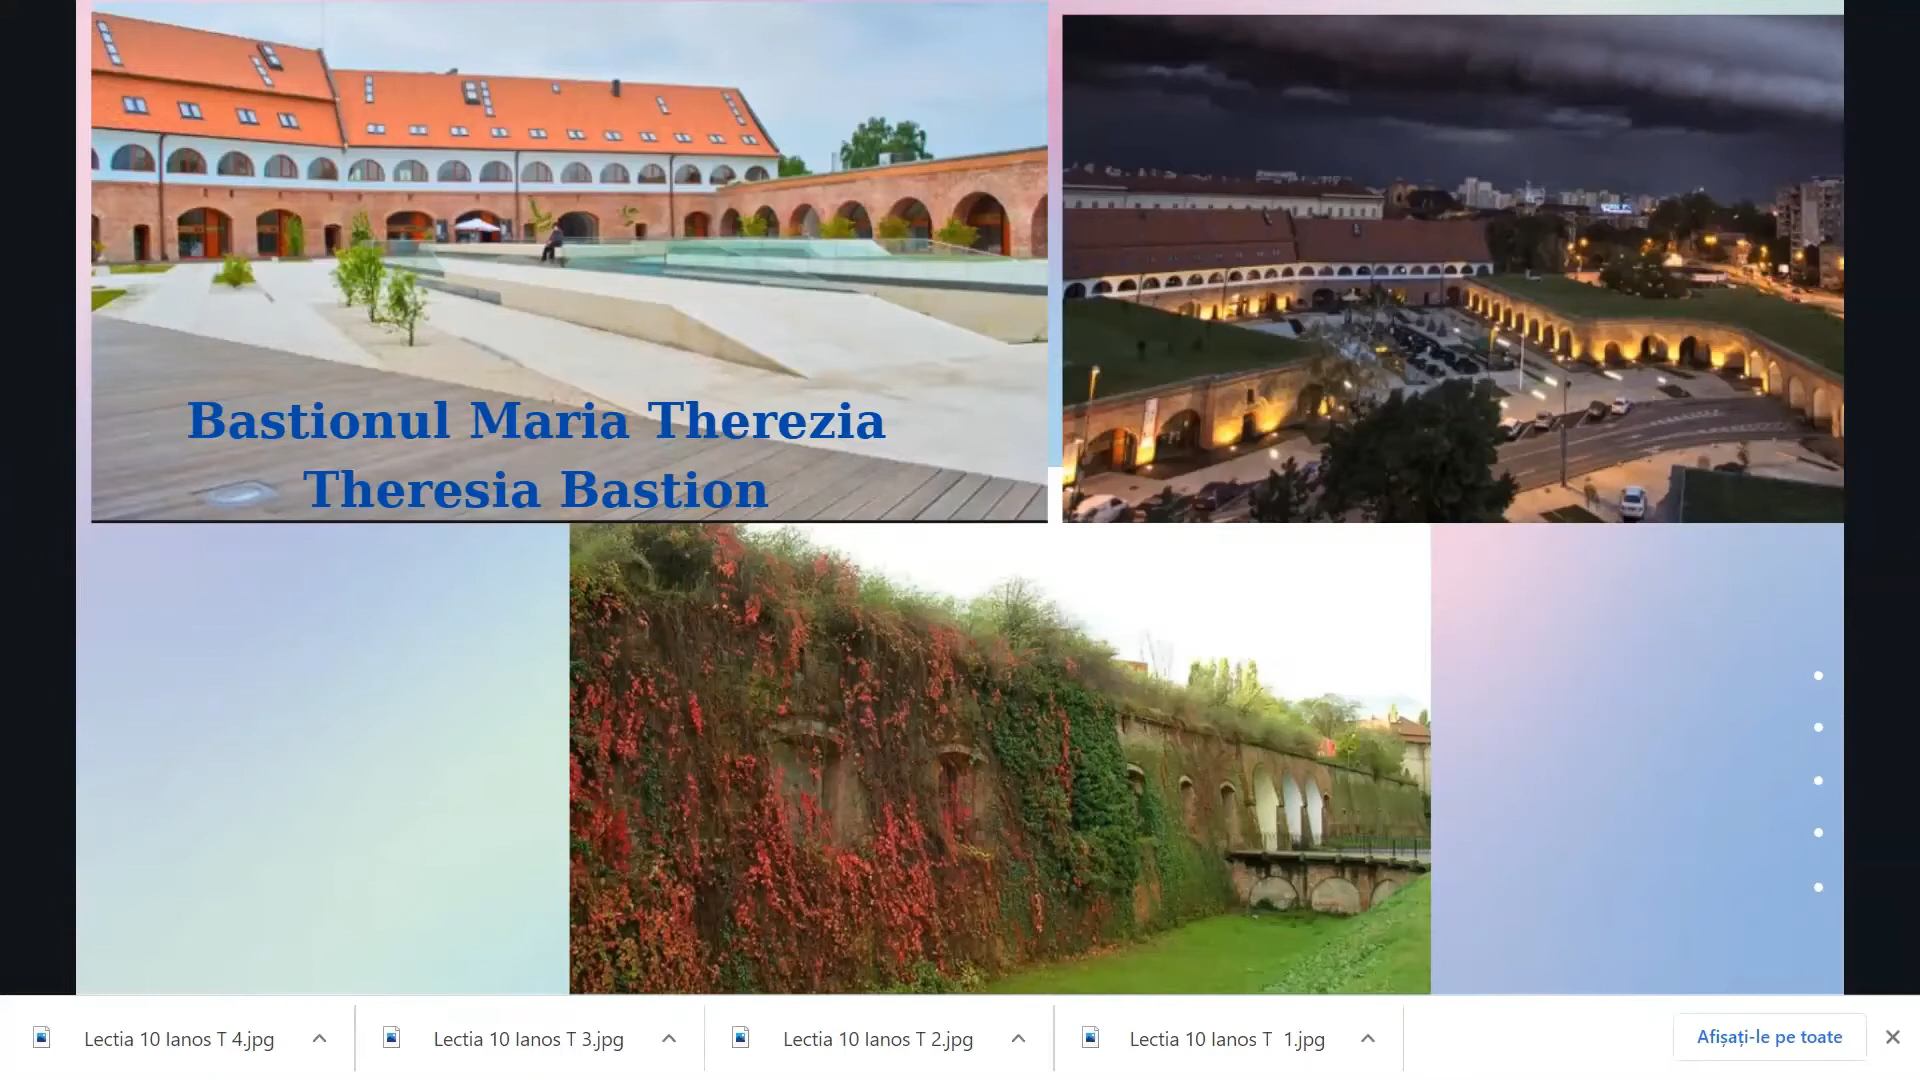 Bastionul Maria Therezia
Theresia Bastion
Lectia 10 Ianos T 4.jpg
Lectia 10 Ianos T 3.jpg
Lectia 10 Ianos T 2.jpg
Lectia 10 Ianos T  1.jpg
Afișați-le pe toate